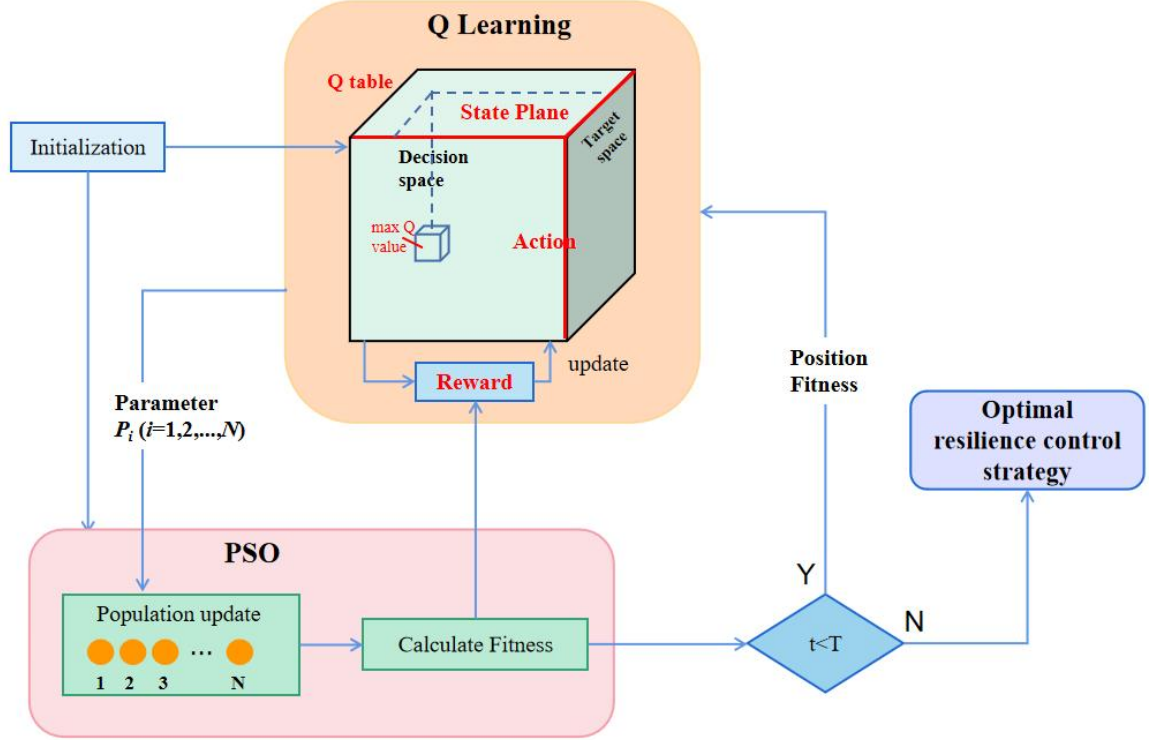 Q Learning
Q table
State Plane
Target
space
Initialization
Decision
space
max Q
value
Action
Reward
update
Parameter
P_i (i=1,2,...,N)
Position
Fitness
Optimal
resilience control
strategy
PSO
Population update
...
1 2 3 N
Calculate Fitness
Y
t<T
N